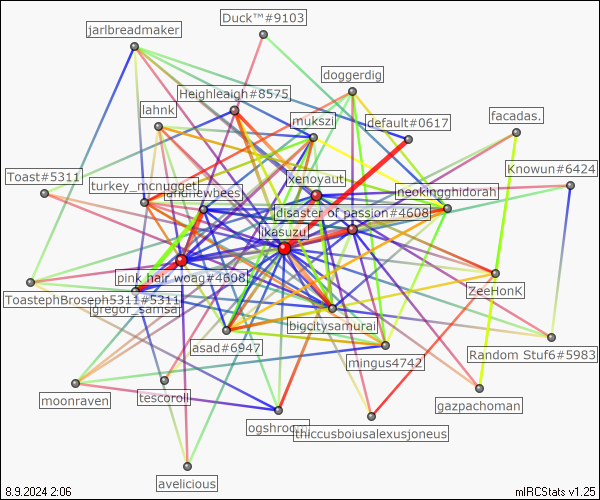 Duck™#9103
jarlbreadmaker
doggerdig
Heighleaigh#8575
lahnk
mukszi
default#0617
facadas.
Knowun#6424
Toast#5311
turkey_mcnugget
xenoyaut
andnewbees
neokingghidorah
disaster of passion#4608
ikasuzu
pink hair woag#4608
ZeeHonK
ToastephBroseph5311#5311
gregor_samsa
bigcitysamurai
asad#6947
mingus4742
Random Stuf6#5983
moonraven
tescoroll
gazpachoman
ogshroom
thiccusboiusalexusjoneus
avelicious
8.9.2024 2:06
mIRCStats v1.25